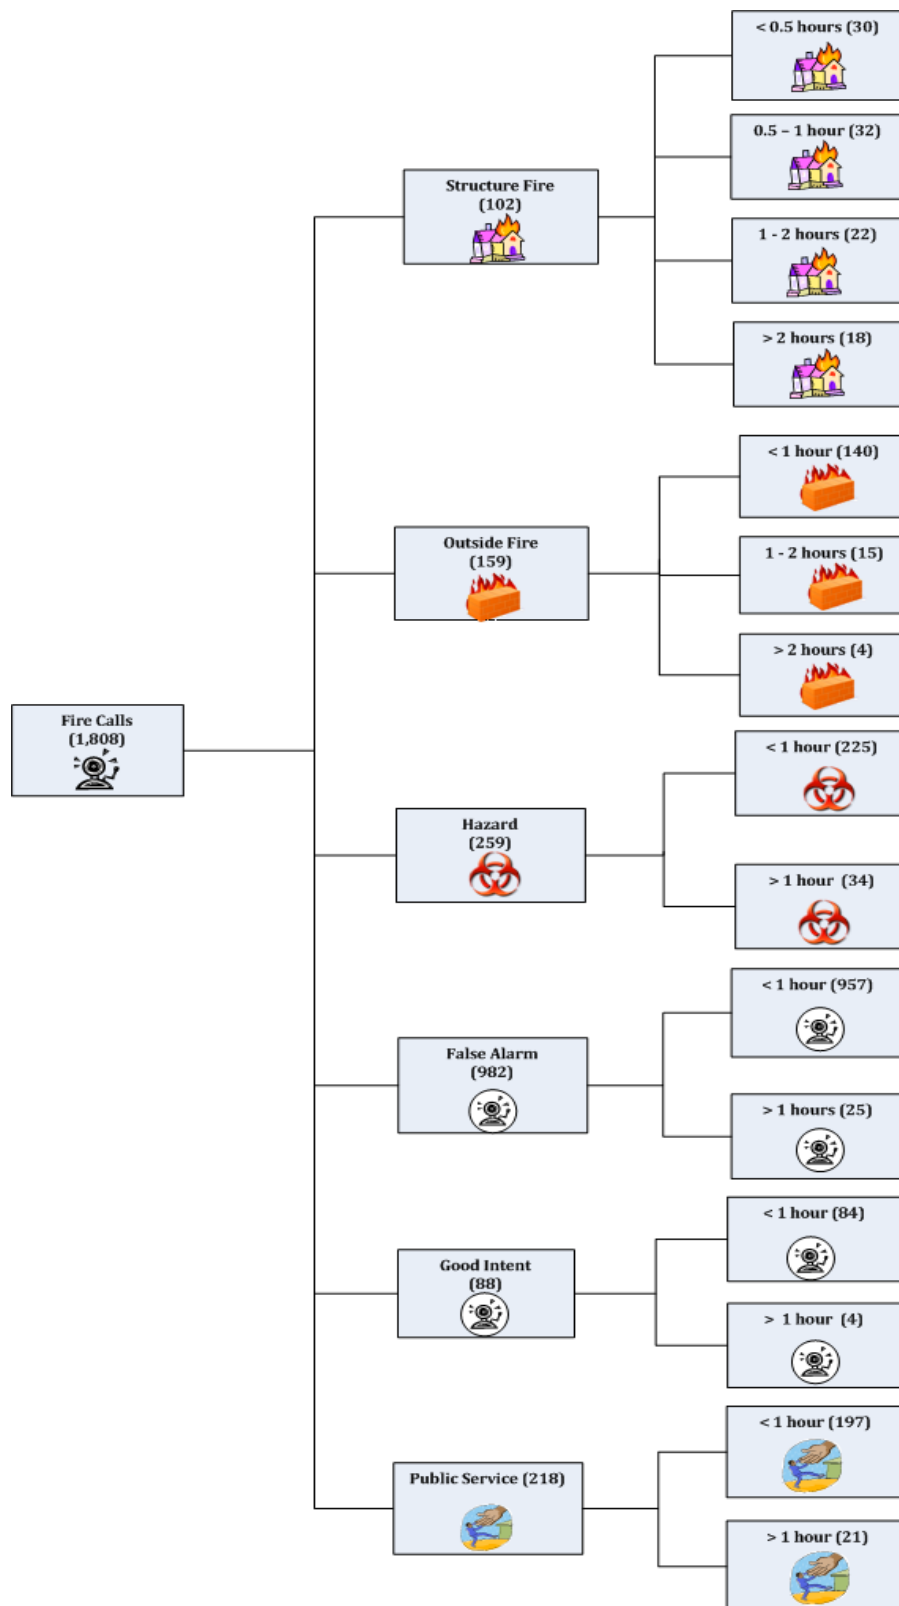 Fire Calls
(1,808)
Structure Fire
(102)
< 0.5 hours (30)
0.5 – 1 hour (32)
1 - 2 hours (22)
> 2 hours (18)
Outside Fire
(159)
< 1 hour (140)
1 - 2 hours (15)
> 2 hours (4)
Hazard
(259)
< 1 hour (225)
> 1 hour (34)
False Alarm
(982)
< 1 hour (957)
> 1 hours (25)
Good Intent
(88)
< 1 hour (84)
> 1 hour (4)
Public Service (218)
< 1 hour (197)
> 1 hour (21)